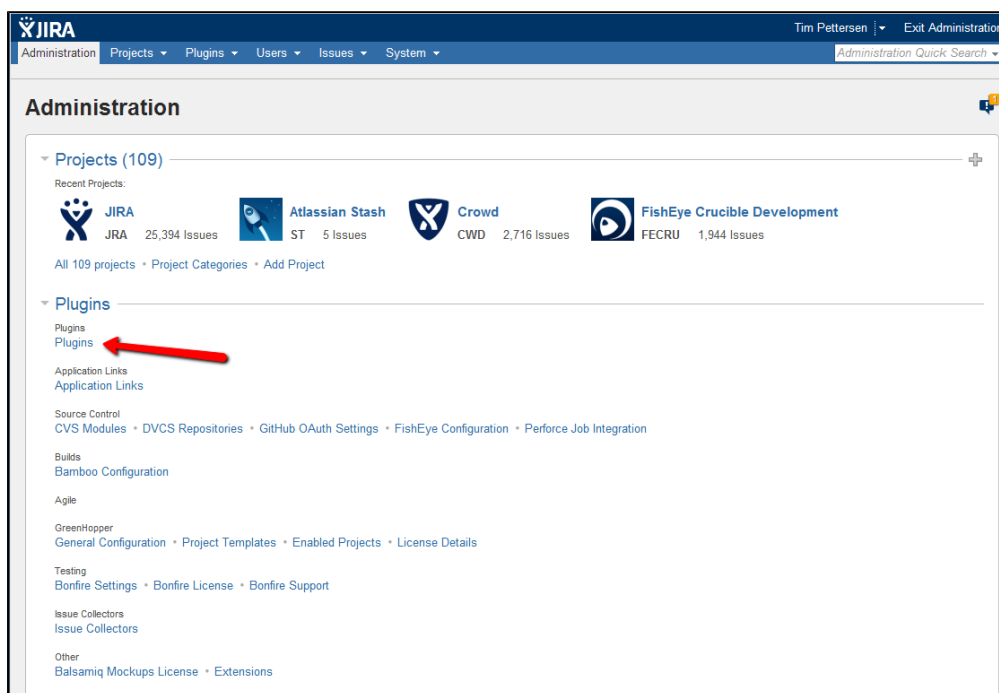 JIRA
Tim Pettersen Exit Administration
Administration Projects Plugins Users Issues System Administration Quick Search
Administration
Projects (109)
Recent Projects:
JIRA Atlassian Stash Crowd FishEye Crucible Development
JRA 25,394 Issues ST 5 Issues CWD 2,716 Issues FECRU 1,944 Issues
All 109 projects • Project Categories • Add Project
Plugins
Plugins
Plugins
Application Links
Application Links
Source Control
CVS Modules • DVCS Repositories • GitHub OAuth Settings • FishEye Configuration • Perforce Job Integration
Builds
Bamboo Configuration
Agile
GreenHopper
General Configuration • Project Templates • Enabled Projects • License Details
Testing
Bonfire Settings • Bonfire License • Bonfire Support
Issue Collectors
Issue Collectors
Other
Balsamiq Mockups License • Extensions